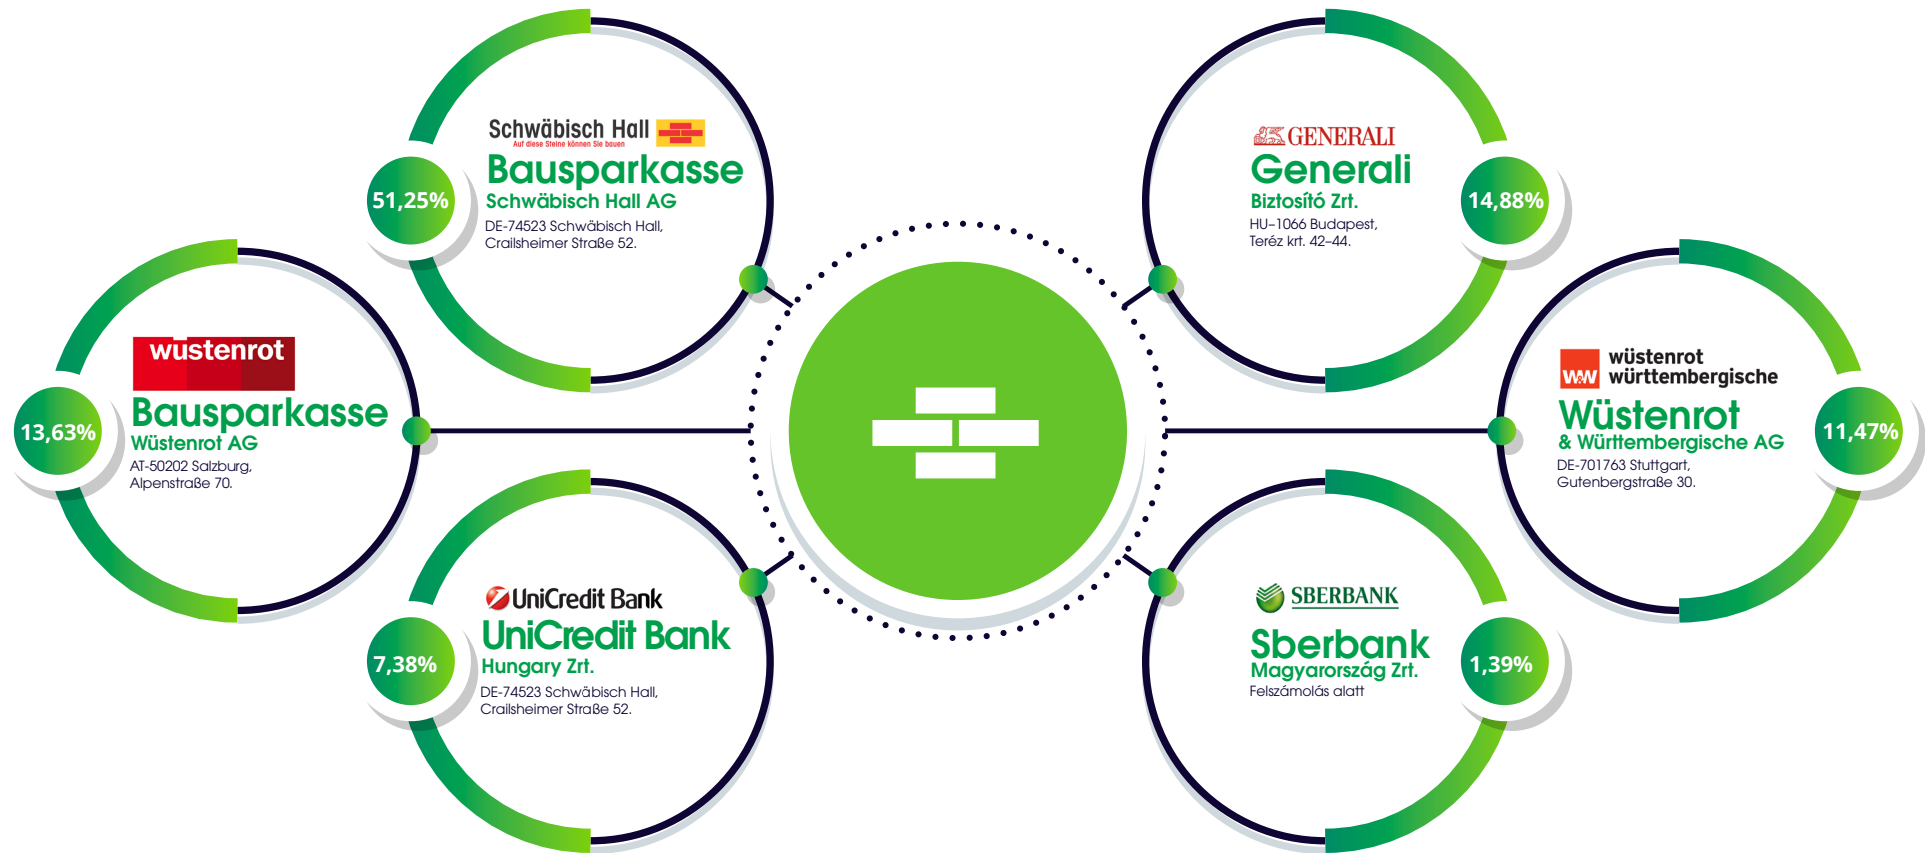 Schwäbisch Hall
Auf diese Steine können Sie bauen
Bausparkasse
Schwäbisch Hall AG
DE-74523 Schwäbisch Hall,
Crailsheimer Straße 52.
51,25%
GENERALI
Generali
Biztosító Zrt.
HU-1066 Budapest,
Teréz krt. 42-44.
14,88%
wüstenrot
Bausparkasse
Wüstenrot AG
AT-50202 Salzburg,
Alpenstraße 70.
13,63%
W&W
wüstenrot
württembergische
Wüstenrot
& Württembergische AG
DE-701763 Stuttgart,
Gutenbergstraße 30.
11,47%
UniCredit Bank
UniCredit Bank
Hungary Zrt.
DE-74523 Schwäbisch Hall,
Crailsheimer Straße 52.
7,38%
SBERBANK
Sberbank
Magyarország Zrt.
Felszámolás alatt
1,39%